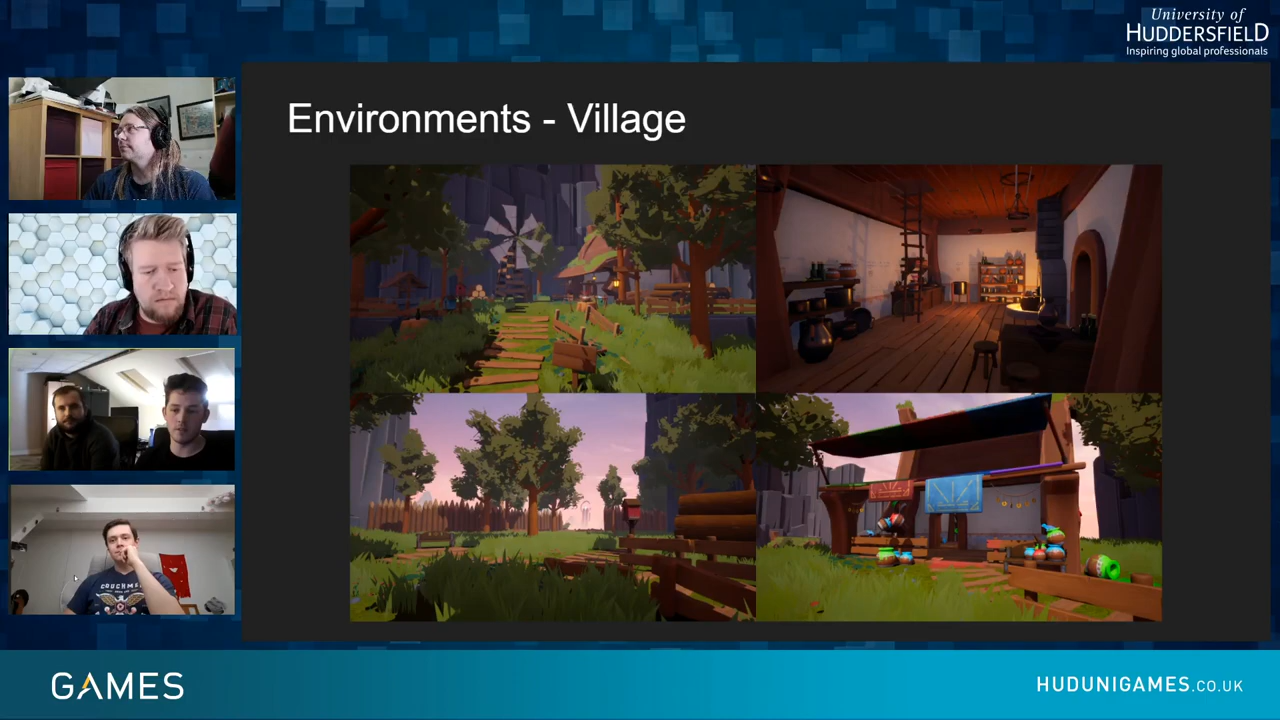 University of
HUDDERSFIELD
Inspiring global professionals
Environments - Village
GAMES
HUDUNIGAMES.CO.UK